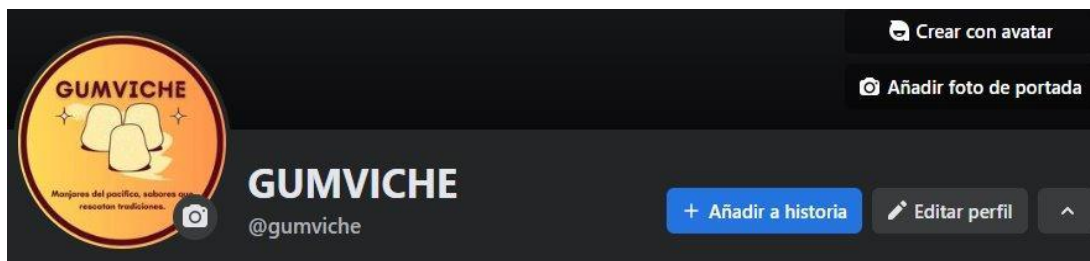 Crear con avatar
Añadir foto de portada
GUMVICHE
Manjares del pacífico, sabores que
rescatan tradiciones.
GUMVICHE
@gumviche
+ Añadir a historia
Editar perfil